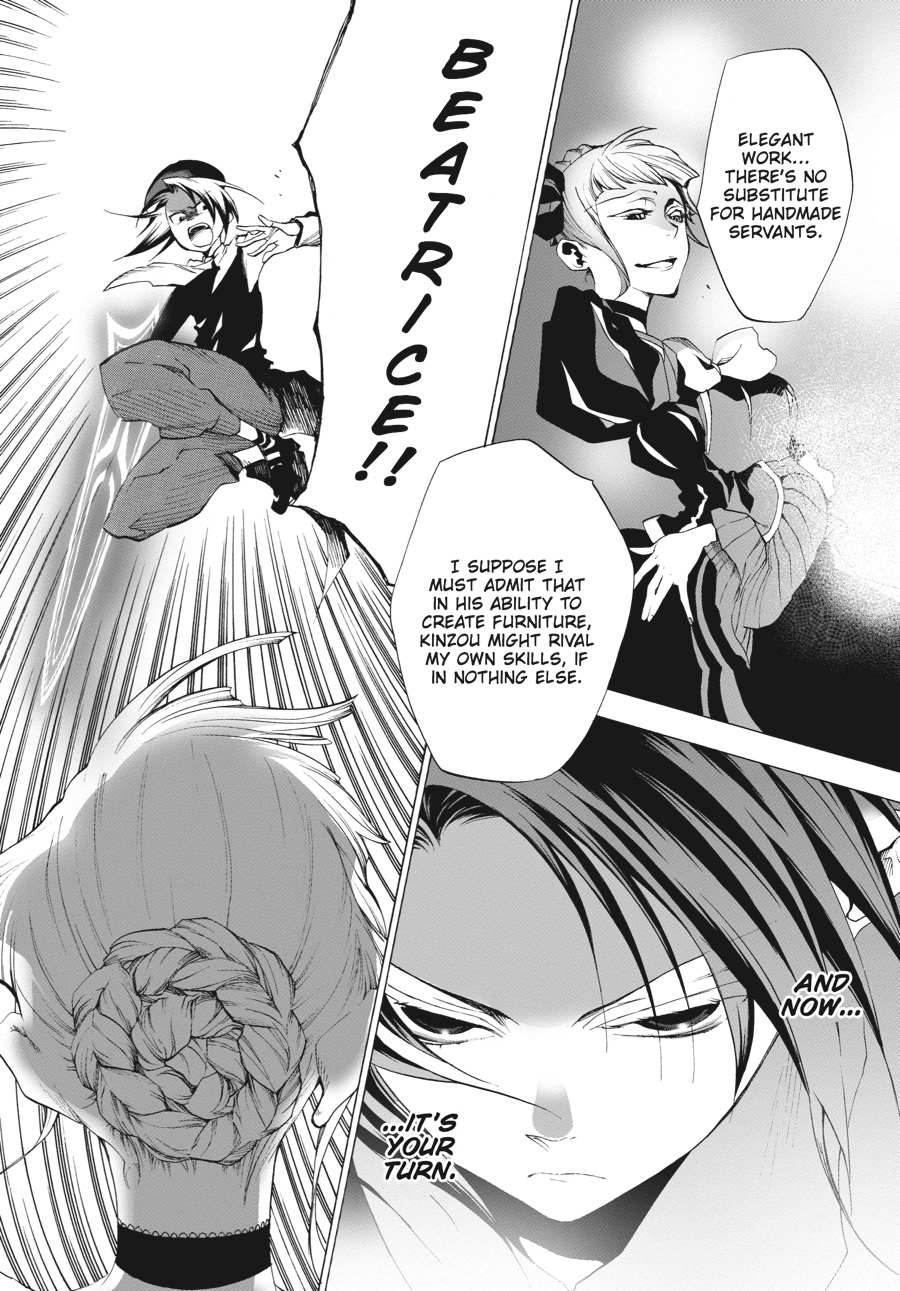 ELEGANT
WORK...
THERE'S NO
SUBSTITUTE
FOR HANDMADE
SERVANTS.
I SUPPOSE I
MUST ADMIT THAT
IN HIS ABILITY TO
CREATE FURNITURE,
KINZOU MIGHT RIVAL
MY OWN SKILLS, IF
IN NOTHING ELSE.
BEATRICE!!
AND
NOW...
...IT'S
YOUR
TURN.